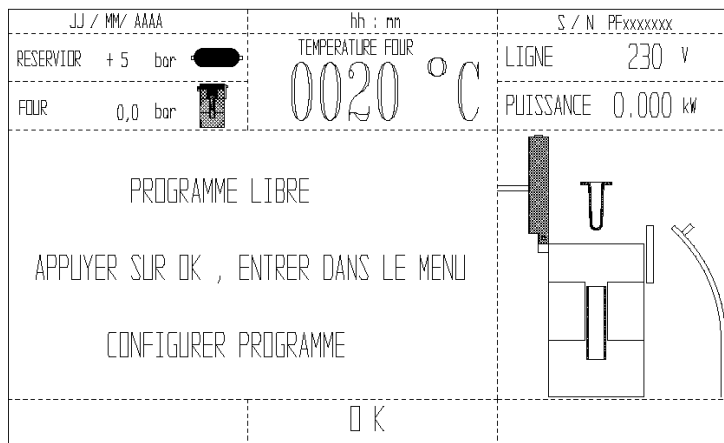 JJ / MM/ AAAA
hh : mn
S / N PFxxxxxxx
RESERVIOR + 5 bar
TEMPERATURE FOUR
0020 °C
LIGNE 230 V
FOUR 0,0 bar
PUISSANCE 0.000 kW
PROGRAMME LIBRE
APPUYER SUR OK , ENTRER DANS LE MENU
CONFIGURER PROGRAMME
OK